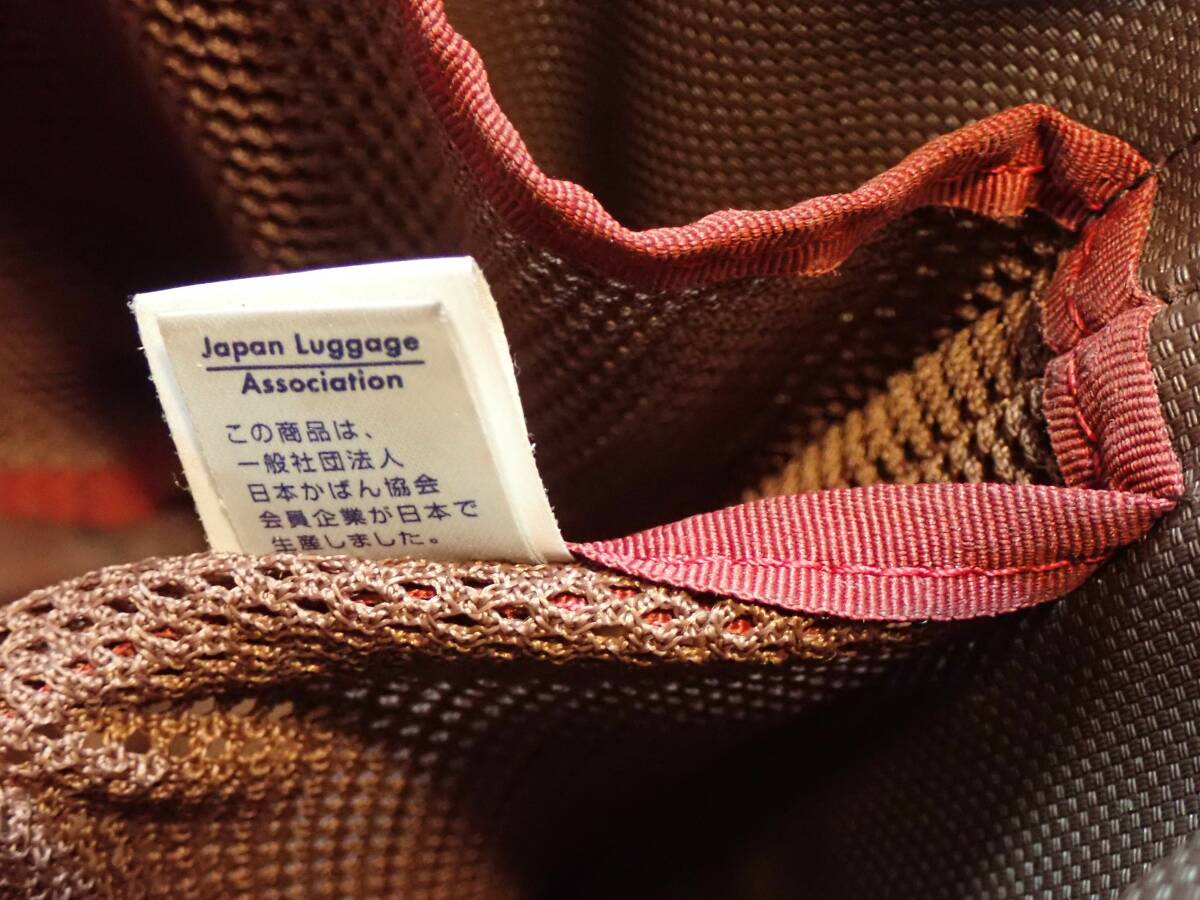 Japan Luggage
Association
この商品は、
一般社団法人
日本かばん協会
会員企業が日本で
生産しました。